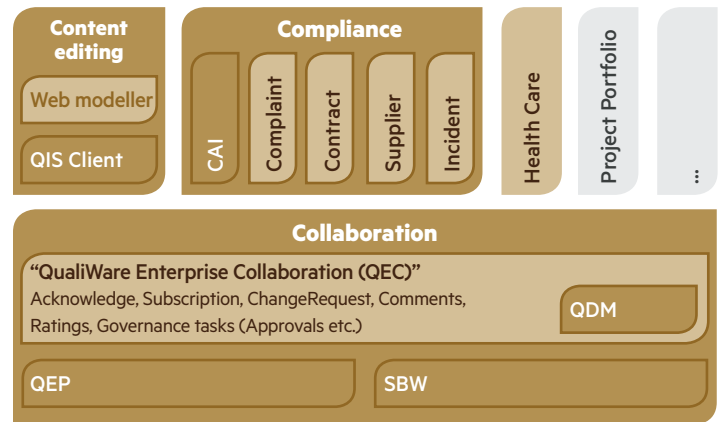 Content
editing
Web modeller
QIS Client
Compliance
CAI
Complaint
Contract
Supplier
Incident
Health Care
Project Portfolio
...
Collaboration
“QualiWare Enterprise Collaboration (QEC)”
Acknowledge, Subscription, ChangeRequest, Comments,
Ratings, Governance tasks (Approvals etc.)
QDM
QEP
SBW